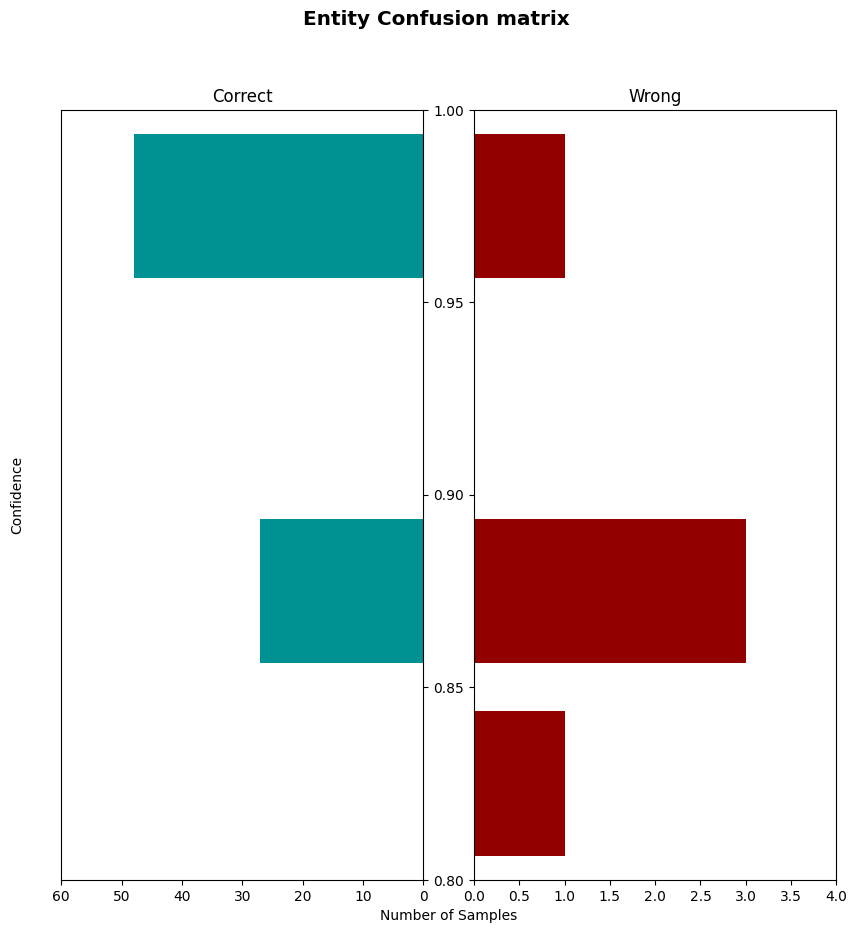 Entity Confusion matrix
Correct
Wrong
1.00
0.95
0.90
0.85
0.80
Confidence
60 50 40 30 20 10 0
0.0 0.5 1.0 1.5 2.0 2.5 3.0 3.5 4.0
Number of Samples